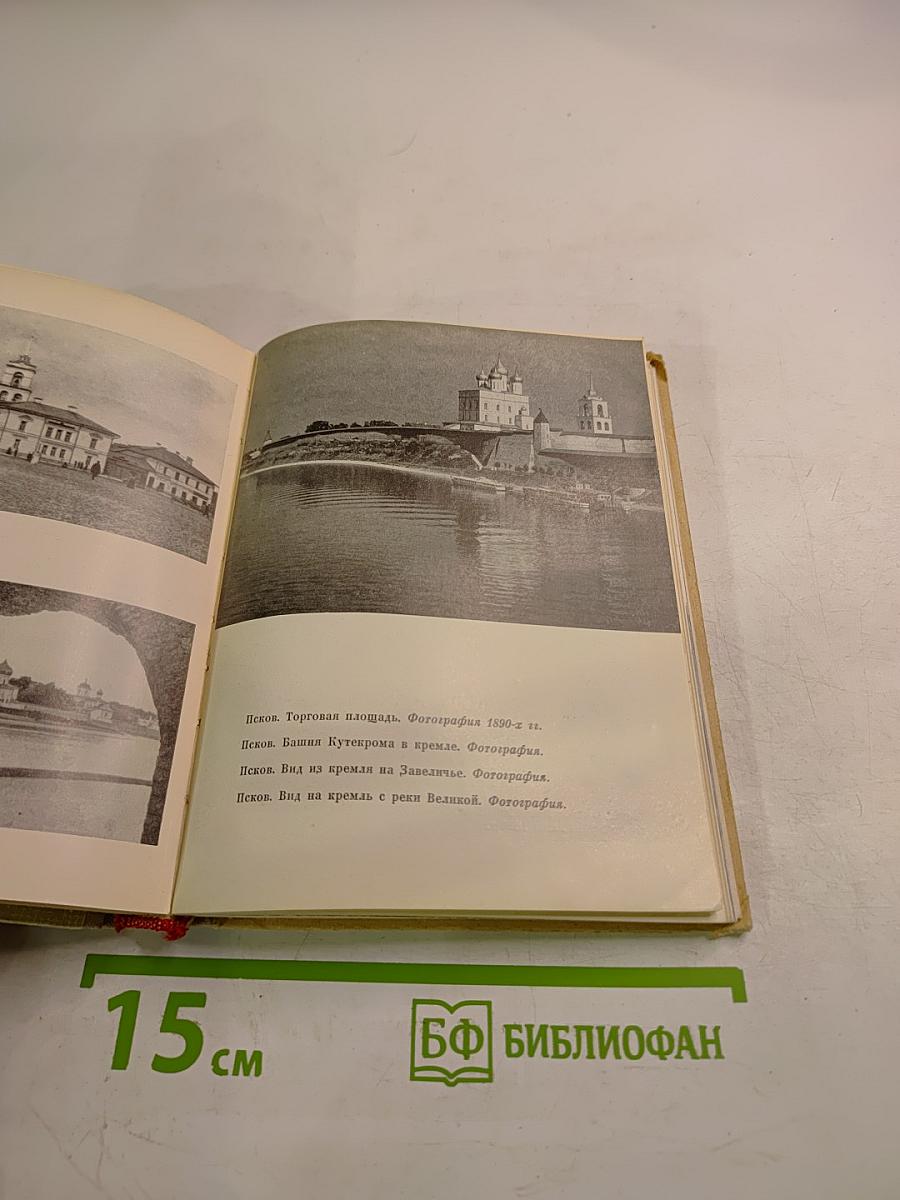 Псков. Торговая площадь. Фотография 1890-х гг.
Псков. Башня Кутекрома в кремле. Фотография.
Псков. Вид из кремля на Завеличье. Фотография.
Псков. Вид на кремль с реки Великой. Фотография.
15 см
БФ БИБЛИОФАН